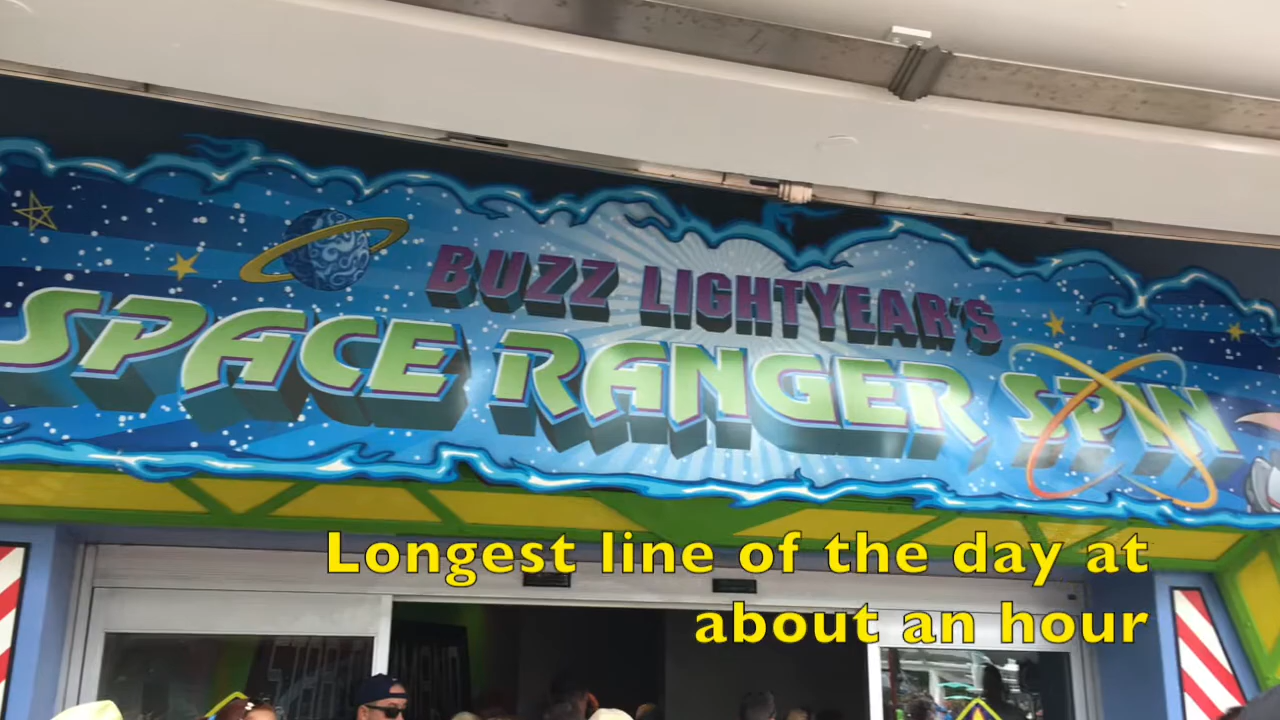 BUZZ LIGHTYEAR'S
SPACE RANGER SPIN
Longest line of the day at
about an hour